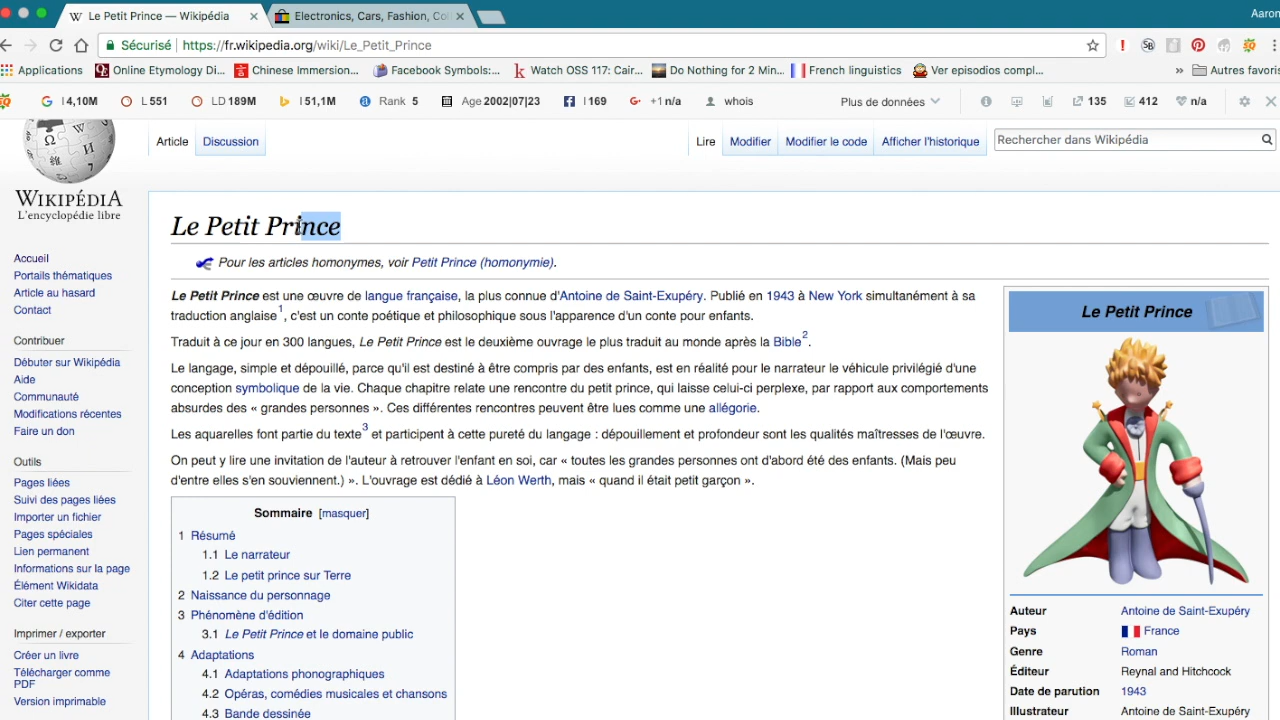 Le Petit Prince — Wikipédia
Electronics, Cars, Fashion, Col
Aaron
Sécurisé https://fr.wikipedia.org/wiki/Le_Petit_Prince
Applications Online Etymology Di... Chinese Immersion... Facebook Symbols:... Watch OSS 117: Cair... Do Nothing for 2 Min... French linguistics Ver episodios compl... » Autres favoris
I 4,10M L 551 LD 189M I 51,1M Rank 5 Age 2002|07|23 I 169 +1 n/a whois Plus de données 135 412 n/a
Article Discussion Lire Modifier Modifier le code Afficher l'historique Rechercher dans Wikipédia
WIKIPÉDIA
L'encyclopédie libre
Accueil
Portails thématiques
Article au hasard
Contact
Contribuer
Débuter sur Wikipédia
Aide
Communauté
Modifications récentes
Faire un don
Outils
Pages liées
Suivi des pages liées
Importer un fichier
Pages spéciales
Lien permanent
Informations sur la page
Élément Wikidata
Citer cette page
Imprimer / exporter
Créer un livre
Télécharger comme
PDF
Version imprimable
Le Petit Prince
Pour les articles homonymes, voir Petit Prince (homonymie).
Le Petit Prince est une œuvre de langue française, la plus connue d'Antoine de Saint-Exupéry. Publié en 1943 à New York simultanément à sa
traduction anglaise1, c'est un conte poétique et philosophique sous l'apparence d'un conte pour enfants.
Traduit à ce jour en 300 langues, Le Petit Prince est le deuxième ouvrage le plus traduit au monde après la Bible2.
Le langage, simple et dépouillé, parce qu'il est destiné à être compris par des enfants, est en réalité pour le narrateur le véhicule privilégié d'une
conception symbolique de la vie. Chaque chapitre relate une rencontre du petit prince, qui laisse celui-ci perplexe, par rapport aux comportements
absurdes des « grandes personnes ». Ces différentes rencontres peuvent être lues comme une allégorie.
Les aquarelles font partie du texte3 et participent à cette pureté du langage : dépouillement et profondeur sont les qualités maîtresses de l'œuvre.
On peut y lire une invitation de l'auteur à retrouver l'enfant en soi, car « toutes les grandes personnes ont d'abord été des enfants. (Mais peu
d'entre elles s'en souviennent.) ». L'ouvrage est dédié à Léon Werth, mais « quand il était petit garçon ».
Sommaire [masquer]
1 Résumé
1.1 Le narrateur
1.2 Le petit prince sur Terre
2 Naissance du personnage
3 Phénomène d'édition
3.1 Le Petit Prince et le domaine public
4 Adaptations
4.1 Adaptations phonographiques
4.2 Opéras, comédies musicales et chansons
4.3 Bande dessinée
Le Petit Prince
Auteur Antoine de Saint-Exupéry
Pays France
Genre Roman
Éditeur Reynal and Hitchcock
Date de parution 1943
Illustrateur Antoine de Saint-Exupéry